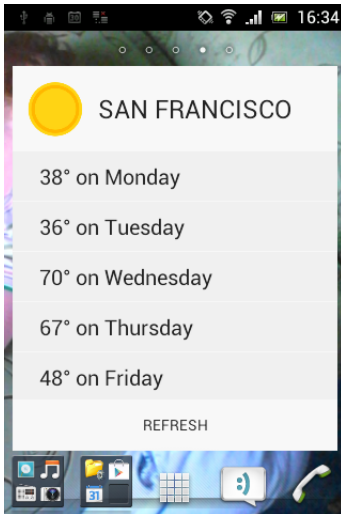 16:34
SAN FRANCISCO
38° on Monday
36° on Tuesday
70° on Wednesday
67° on Thursday
48° on Friday
REFRESH
31